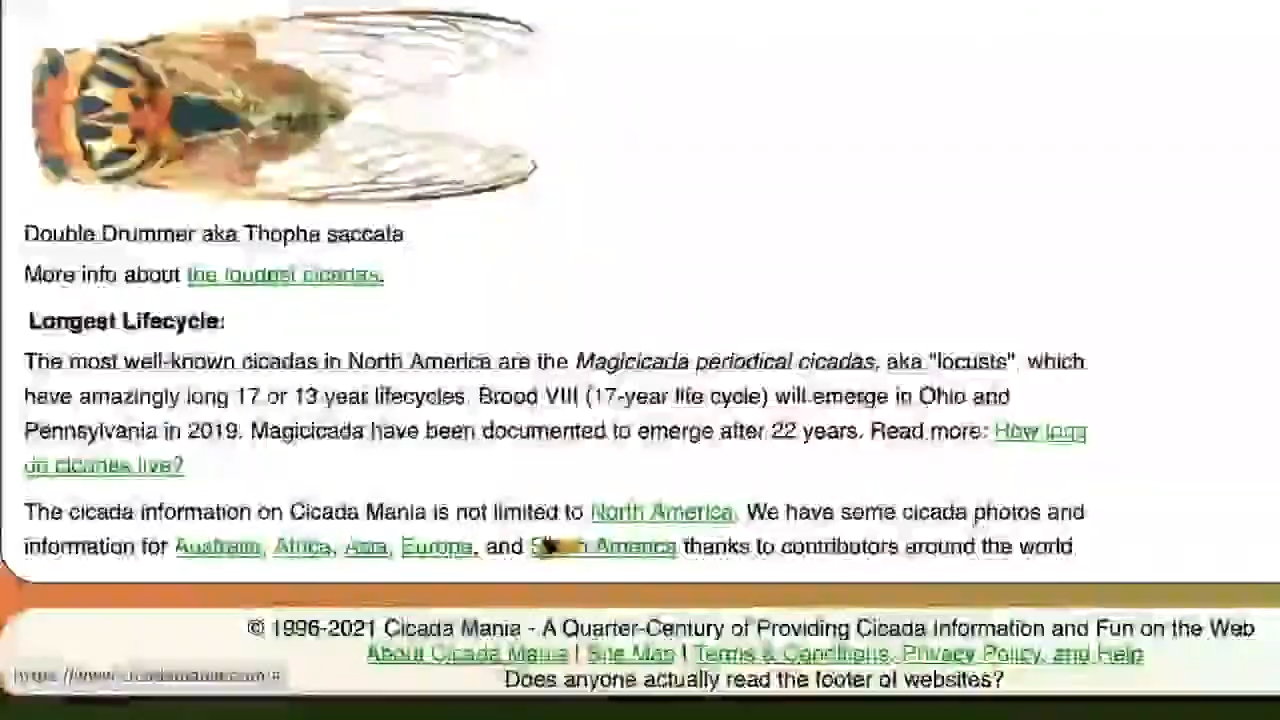 Double Drummer aka Thopha saccata
More info about the loudest cicadas.
Longest Lifecycle:
The most well-known cicadas in North America are the Magicicada periodical cicadas, aka "locusts", which
have amazingly long 17 or 13 year lifecycles. Brood VIII (17-year life cycle) will emerge in Ohio and
Pennsylvania in 2019. Magicicada have been documented to emerge after 22 years. Read more: How long
do cicadas live?
The cicada information on Cicada Mania is not limited to North America. We have some cicada photos and
information for Australia, Africa, Asia, Europe, and South America thanks to contributors around the world.
© 1996-2021 Cicada Mania - A Quarter-Century of Providing Cicada Information and Fun on the Web
About Cicada Mania | Site Map | Terms & Conditions, Privacy Policy, and Help
Does anyone actually read the footer of websites?